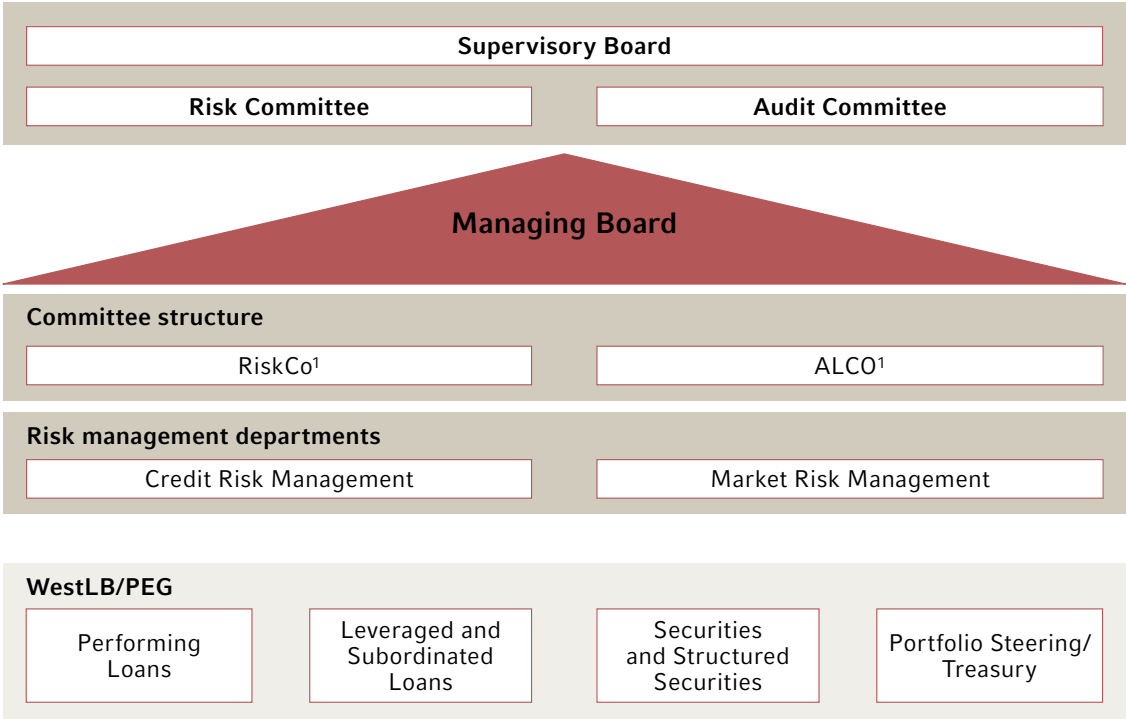 Supervisory Board
Risk Committee
Audit Committee
Managing Board
Committee structure
RiskCo¹
ALCO¹
Risk management departments
Credit Risk Management
Market Risk Management
WestLB/PEG
Performing
Loans
Leveraged and
Subordinated
Loans
Securities
and Structured
Securities
Portfolio Steering/
Treasury